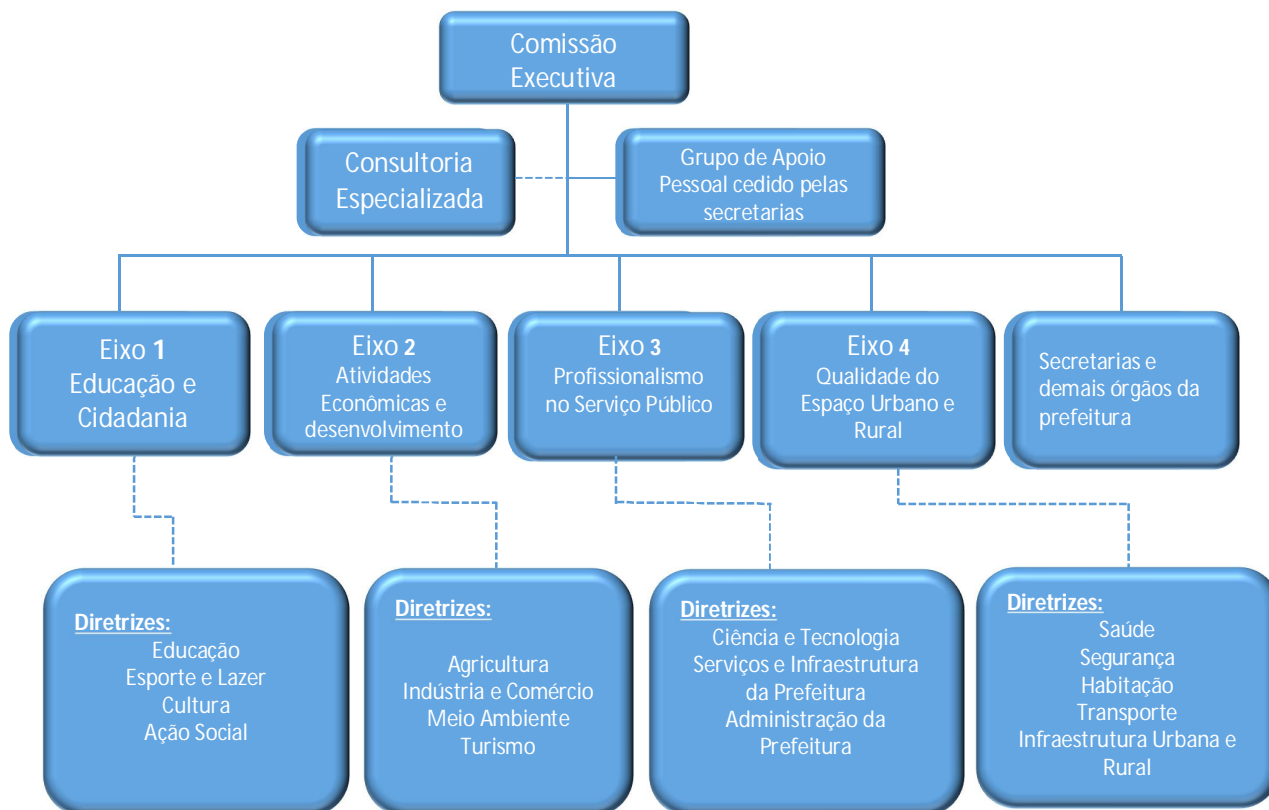 Comissão
Executiva
Consultoria
Especializada
Grupo de Apoio
Pessoal cedido pelas
secretarias
Eixo 1
Educação e
Cidadania
Eixo 2
Atividades
Econômicas e
desenvolvimento
Eixo 3
Profissionalismo
no Serviço Público
Eixo 4
Qualidade do
Espaço Urbano e
Rural
Secretarias e
demais órgãos da
prefeitura
Diretrizes:
Educação
Esporte e Lazer
Cultura
Ação Social
Diretrizes:
Agricultura
Indústria e Comércio
Meio Ambiente
Turismo
Diretrizes:
Ciência e Tecnologia
Serviços e Infraestrutura
da Prefeitura
Administração da
Prefeitura
Diretrizes:
Saúde
Segurança
Habitação
Transporte
Infraestrutura Urbana e
Rural